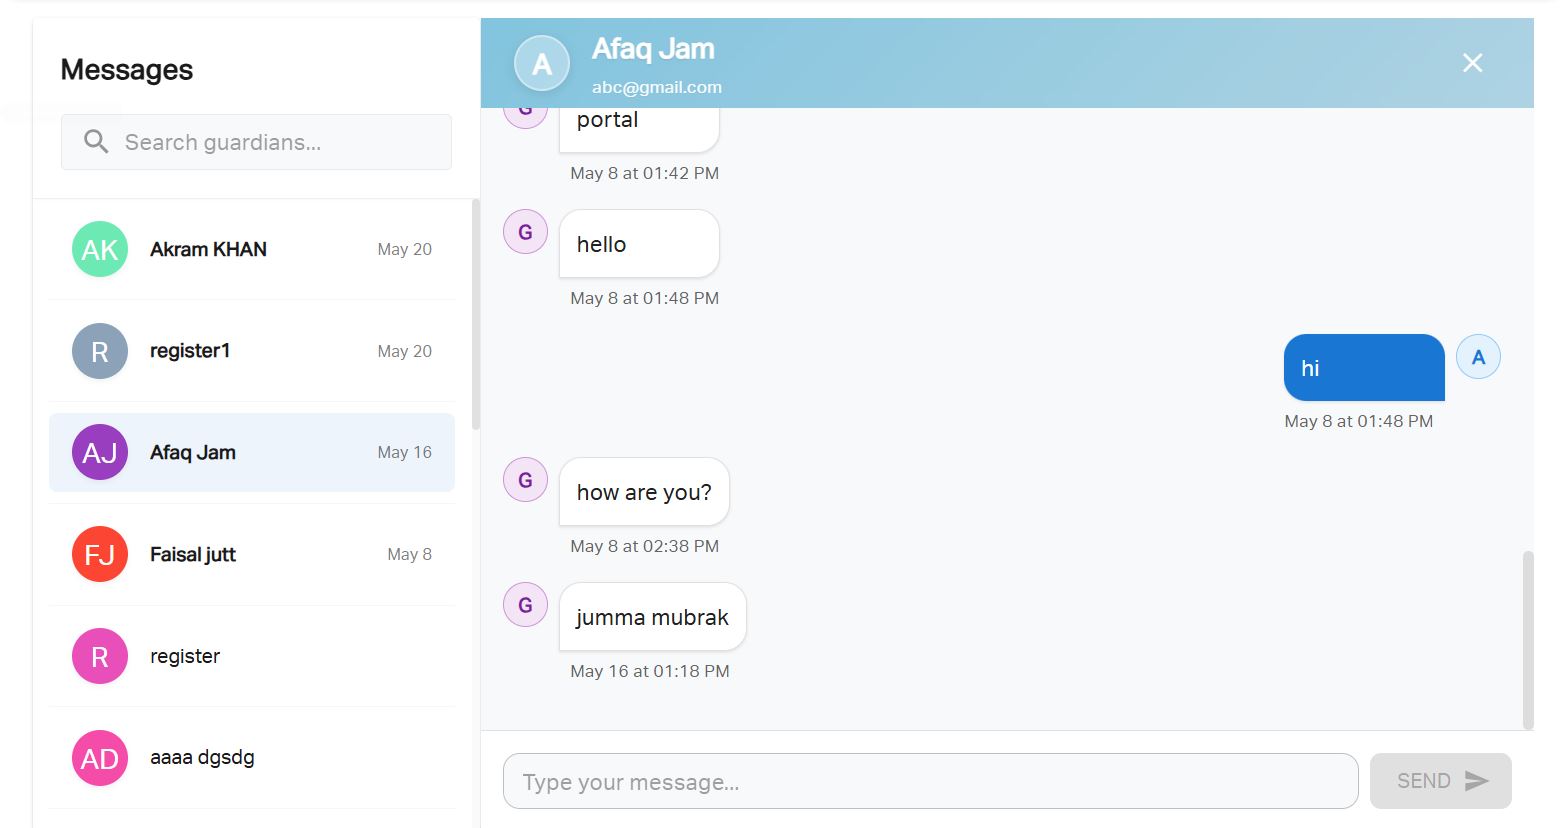 Messages
Search guardians...
AK
Akram KHAN
May 20
R
register1
May 20
AJ
Afaq Jam
May 16
FJ
Faisal jutt
May 8
R
register
AD
aaaa dgsdg
A
Afaq Jam
abc@gmail.com
G
portal
May 8 at 01:42 PM
G
hello
May 8 at 01:48 PM
hi
A
May 8 at 01:48 PM
G
how are you?
May 8 at 02:38 PM
G
jumma mubrak
May 16 at 01:18 PM
Type your message...
SEND